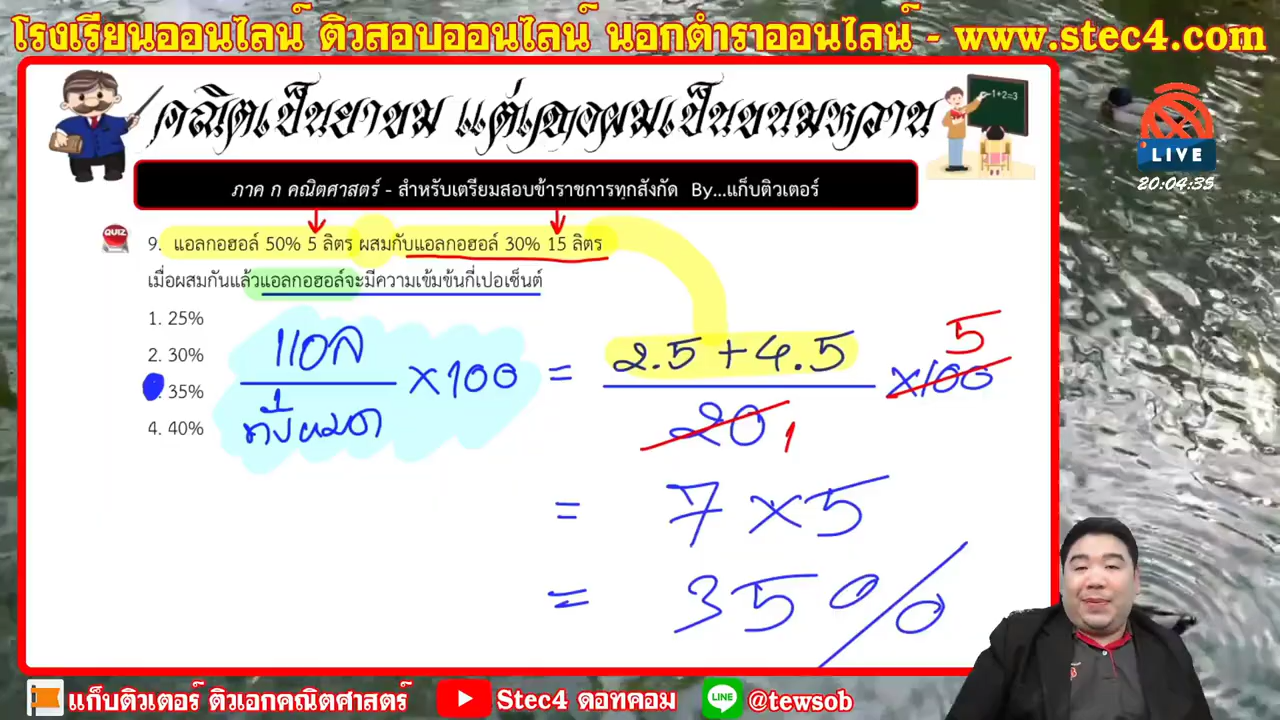 โรงเรียนออนไลน์ ติวสอบออนไลน์ นอกตำราออนไลน์ - www.stec4.com
คณิตเป็นยาขม แต่เธอผมเป็นขนมหวาน
-1+2=3
LIVE
20:04:35
ภาค ก คณิตศาสตร์ - สำหรับเตรียมสอบข้าราชการทุกสังกัด By...แก็บติวเตอร์
QUIZ
9. แอลกอฮอล์ 50% 5 ลิตร ผสมกับแอลกอฮอล์ 30% 15 ลิตร
เมื่อผสมกันแล้วแอลกอฮอล์จะมีความเข้มข้นกี่เปอเซ็นต์
1. 25%
2. 30%
35%
4. 40%
แอล
ทั้งหมด
×100 = 2.5 + 4.5
20 1
×100 5
= 7 × 5
= 35%
แก็บติวเตอร์ ติวเอกคณิตศาสตร์
Stec4 ดอทคอม
LINE
@tewsob